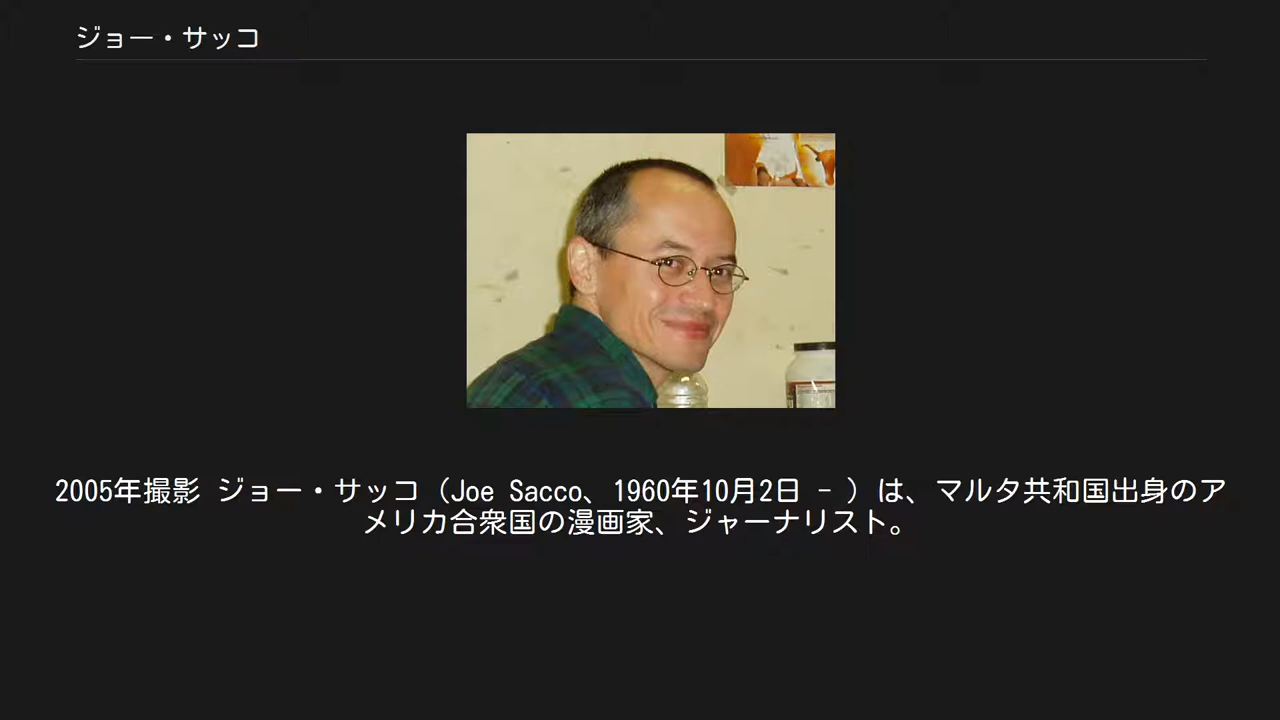 ジョー・サッコ
2005年撮影 ジョー・サッコ（Joe Sacco、1960年10月2日 - ）は、マルタ共和国出身のア
メリカ合衆国の漫画家、ジャーナリスト。